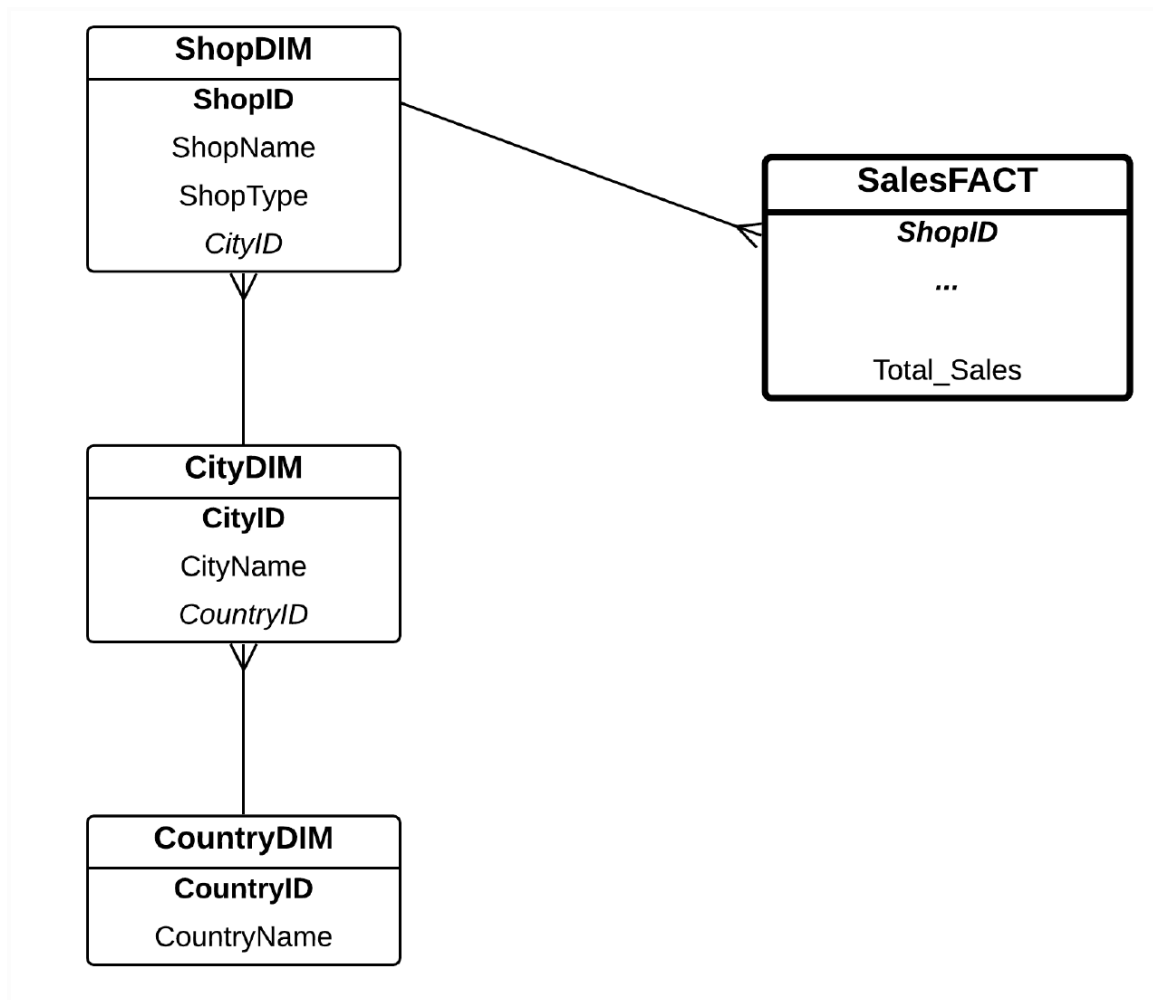 ShopDIM
ShopID
ShopName
ShopType
CityID
SalesFACT
ShopID
...
Total_Sales
CityDIM
CityID
CityName
CountryID
CountryDIM
CountryID
CountryName